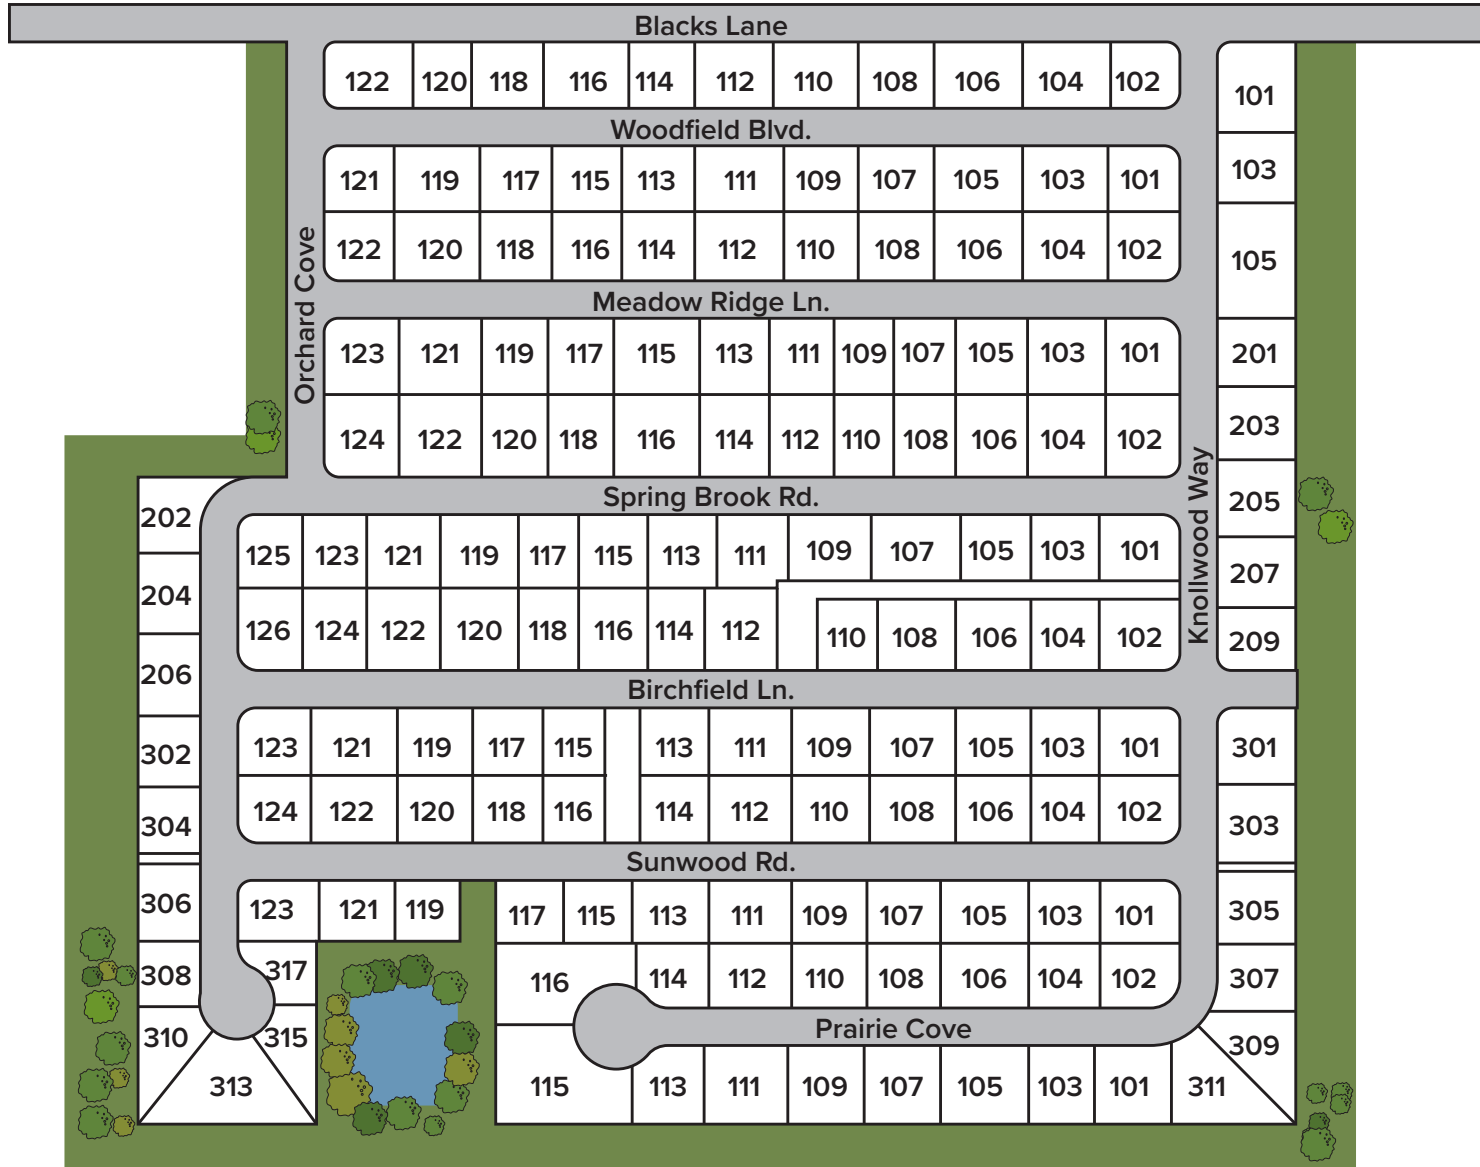 Blacks Lane
122 120 118 116 114 112 110 108 106 104 102
101
Woodfield Blvd.
121 119 117 115 113 111 109 107 105 103 101
103
122 120 118 116 114 112 110 108 106 104 102
105
Orchard Cove
Meadow Ridge Ln.
123 121 119 117 115 113 111 109 107 105 103 101
201
124 122 120 118 116 114 112 110 108 106 104 102
203
Knollwood Way
Spring Brook Rd.
205
202
125 123 121 119 117 115 113 111 109 107 105 103 101
207
204
126 124 122 120 118 116 114 112 110 108 106 104 102
209
206
Birchfield Ln.
302
123 121 119 117 115 113 111 109 107 105 103 101
301
304
124 122 120 118 116 114 112 110 108 106 104 102
303
Sunwood Rd.
306
123 121 119 117 115 113 111 109 107 105 103 101
305
308
317
116 114 112 110 108 106 104 102
307
310
315
Prairie Cove
309
313
115 113 111 109 107 105 103 101 311